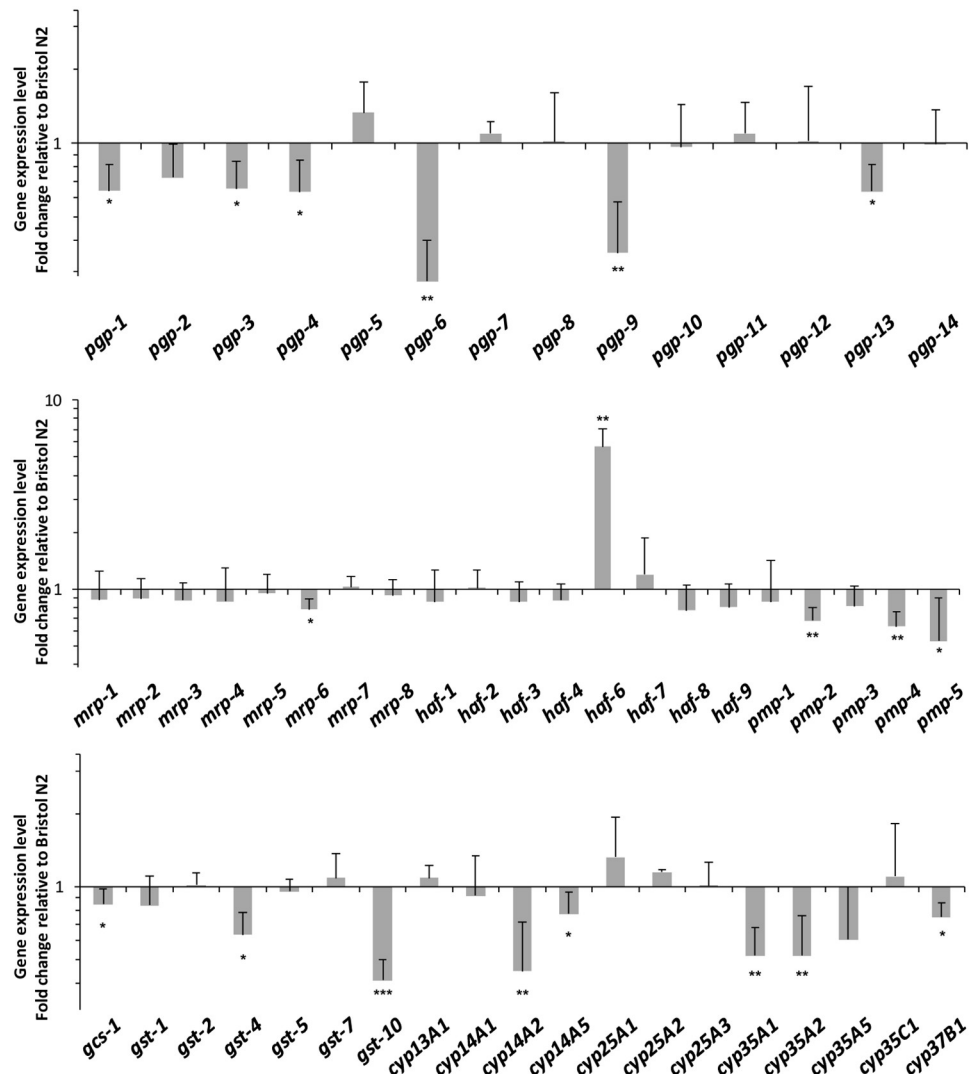 Gene expression level
Fold change relative to Bristol N2
1
*
*
*
**
**
*
pgp-1 pgp-2 pgp-3 pgp-4 pgp-5 pgp-6 pgp-7 pgp-8 pgp-9 pgp-10 pgp-11 pgp-12 pgp-13 pgp-14
Gene expression level
Fold change relative to Bristol N2
10
1
*
**
**
**
*
mrp-1 mrp-2 mrp-3 mrp-4 mrp-5 mrp-6 mrp-7 mrp-8 haf-1 haf-2 haf-3 haf-4 haf-6 haf-7 haf-8 haf-9 pmp-1 pmp-2 pmp-3 pmp-4 pmp-5
Gene expression level
Fold change relative to Bristol N2
1
*
*
***
**
*
**
**
*
gcs-1 gst-1 gst-2 gst-4 gst-5 gst-7 gst-10 cyp13A1 cyp14A1 cyp14A2 cyp14A5 cyp25A1 cyp25A2 cyp25A3 cyp35A1 cyp35A2 cyp35A5 cyp35C1 cyp37B1